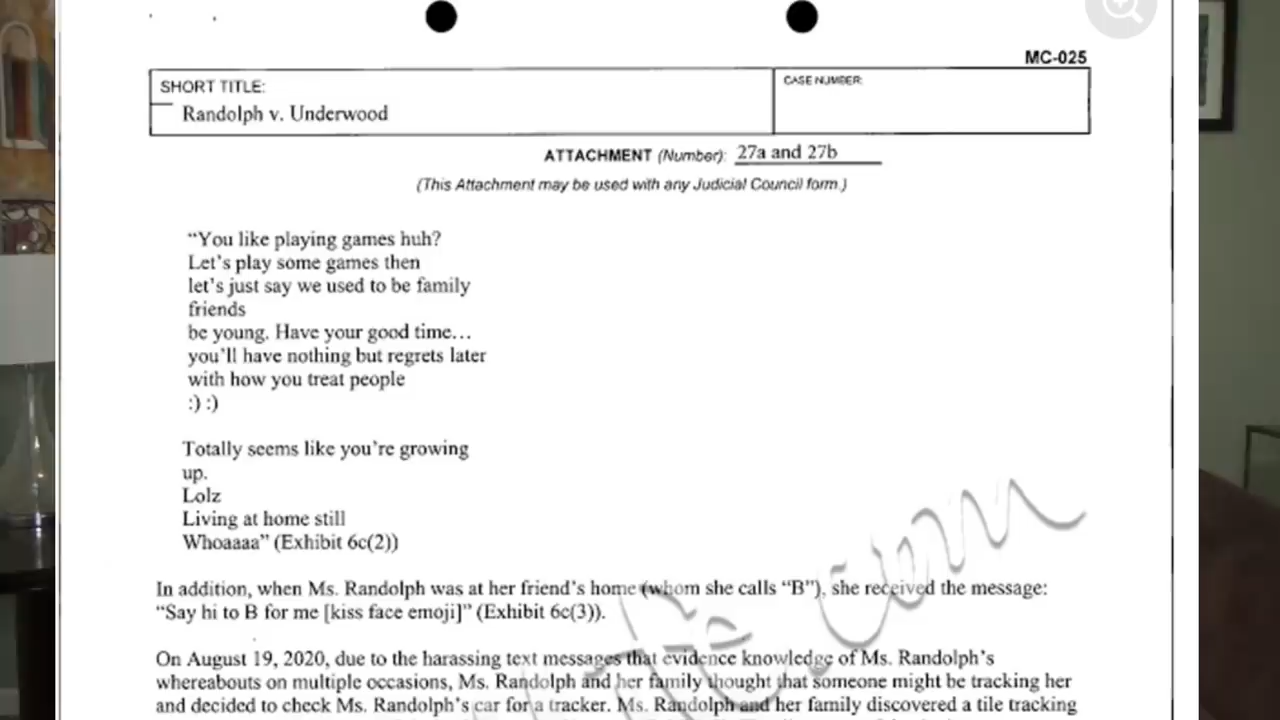 MC-025
SHORT TITLE:
Randolph v. Underwood
CASE NUMBER:
ATTACHMENT (Number): 27a and 27b
(This Attachment may be used with any Judicial Council form.)
“You like playing games huh?
Let’s play some games then
let’s just say we used to be family
friends
be young. Have your good time…
you’ll have nothing but regrets later
with how you treat people
:) :)
Totally seems like you’re growing
up.
Lolz
Living at home still
Whoaaaa” (Exhibit 6c(2))
In addition, when Ms. Randolph was at her friend’s home (whom she calls “B”), she received the message:
“Say hi to B for me [kiss face emoji]” (Exhibit 6c(3)).
On August 19, 2020, due to the harassing text messages that evidence knowledge of Ms. Randolph’s
whereabouts on multiple occasions, Ms. Randolph and her family thought that someone might be tracking her
and decided to check Ms. Randolph’s car for a tracker. Ms. Randolph and her family discovered a tile tracking
.com